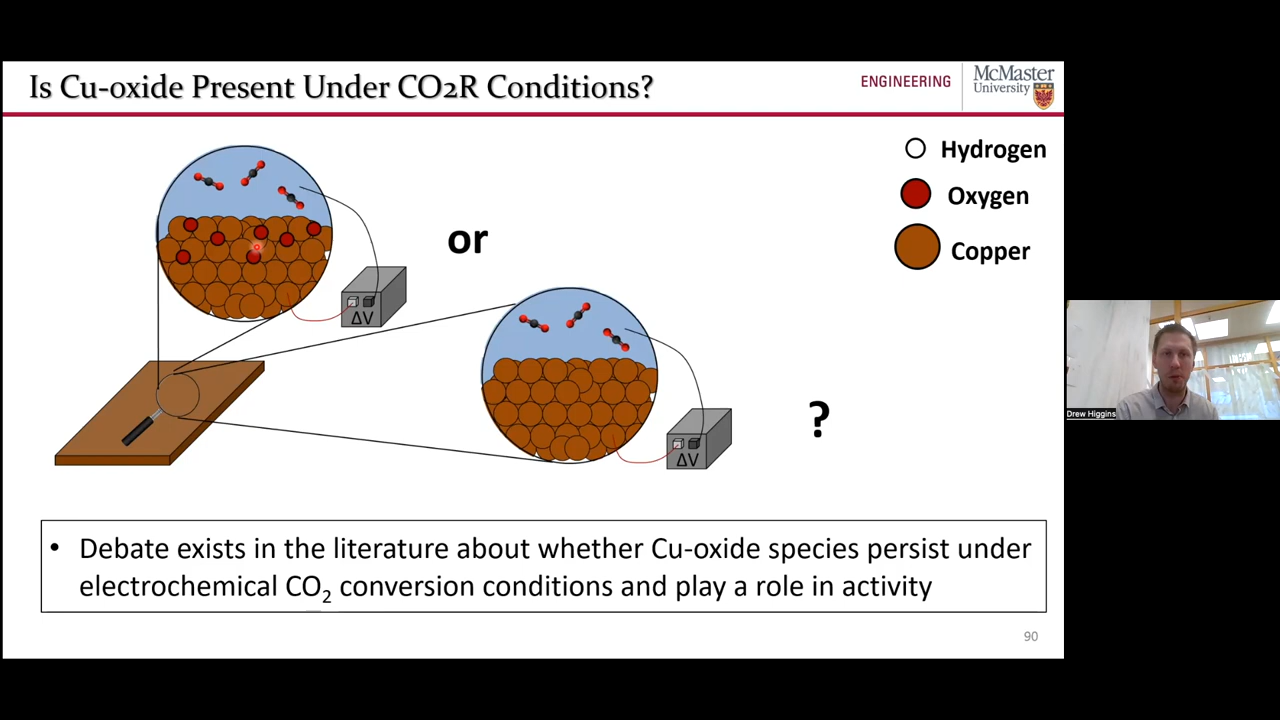 Is Cu-oxide Present Under CO2R Conditions?
ENGINEERING
McMaster
University
Hydrogen
Oxygen
Copper
or
ΔV
ΔV
?
Drew Higgins
• Debate exists in the literature about whether Cu-oxide species persist under
electrochemical CO₂ conversion conditions and play a role in activity
90